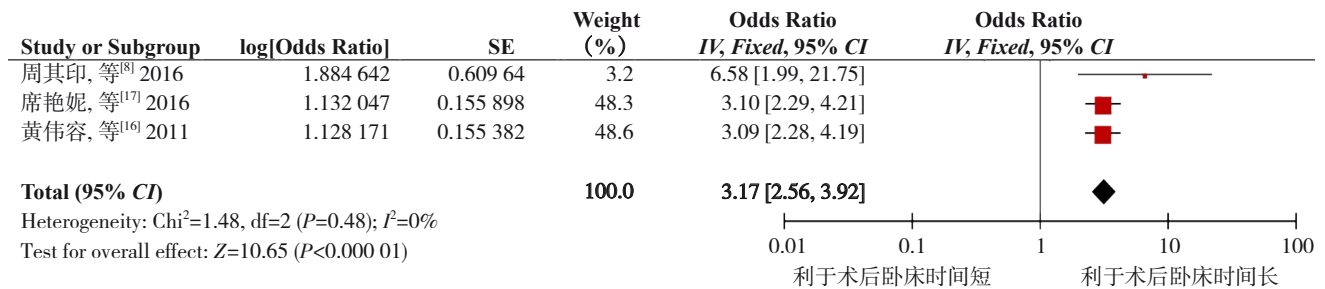 Weight Odds Ratio Odds Ratio
Study or Subgroup log[Odds Ratio] SE (%) IV, Fixed, 95% CI IV, Fixed, 95% CI
周其印, 等[8] 2016 1.884 642 0.609 64 3.2 6.58 [1.99, 21.75]
席艳妮, 等[17] 2016 1.132 047 0.155 898 48.3 3.10 [2.29, 4.21]
黄伟容, 等[16] 2011 1.128 171 0.155 382 48.6 3.09 [2.28, 4.19]
Total (95% CI) 100.0 3.17 [2.56, 3.92]
Heterogeneity: Chi²=1.48, df=2 (P=0.48); I²=0%
Test for overall effect: Z=10.65 (P<0.000 01)
0.01 0.1 1 10 100
利于术后卧床时间短 利于术后卧床时间长